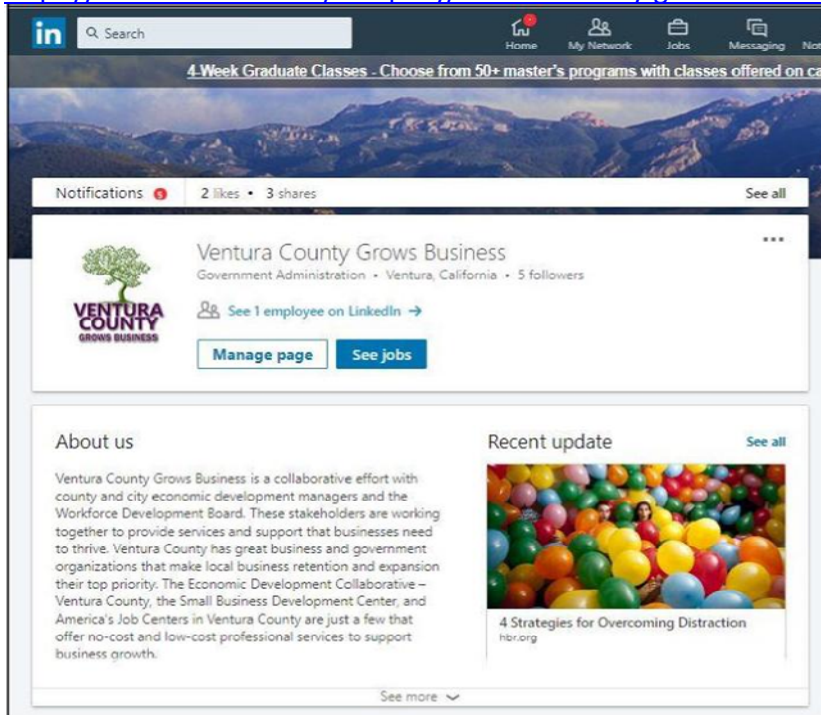 in
Search
Home
My Network
Jobs
Messaging
4-Week Graduate Classes - Choose from 50+ master's programs with classes offered on
Notifications 5
2 likes • 3 shares
See all
VENTURA
COUNTY
GROWS BUSINESS
Ventura County Grows Business
Government Administration • Ventura, California • 5 followers
See 1 employee on LinkedIn →
Manage page
See jobs
About us
Ventura County Grows Business is a collaborative effort with
county and city economic development managers and the
Workforce Development Board. These stakeholders are working
together to provide services and support that businesses need
to thrive. Ventura County has great business and government
organizations that make local business retention and expansion
their top priority. The Economic Development Collaborative –
Ventura County, the Small Business Development Center, and
America's Job Centers in Ventura County are just a few that
offer no-cost and low-cost professional services to support
business growth.
Recent update
See all
4 Strategies for Overcoming Distraction
hbr.org
See more